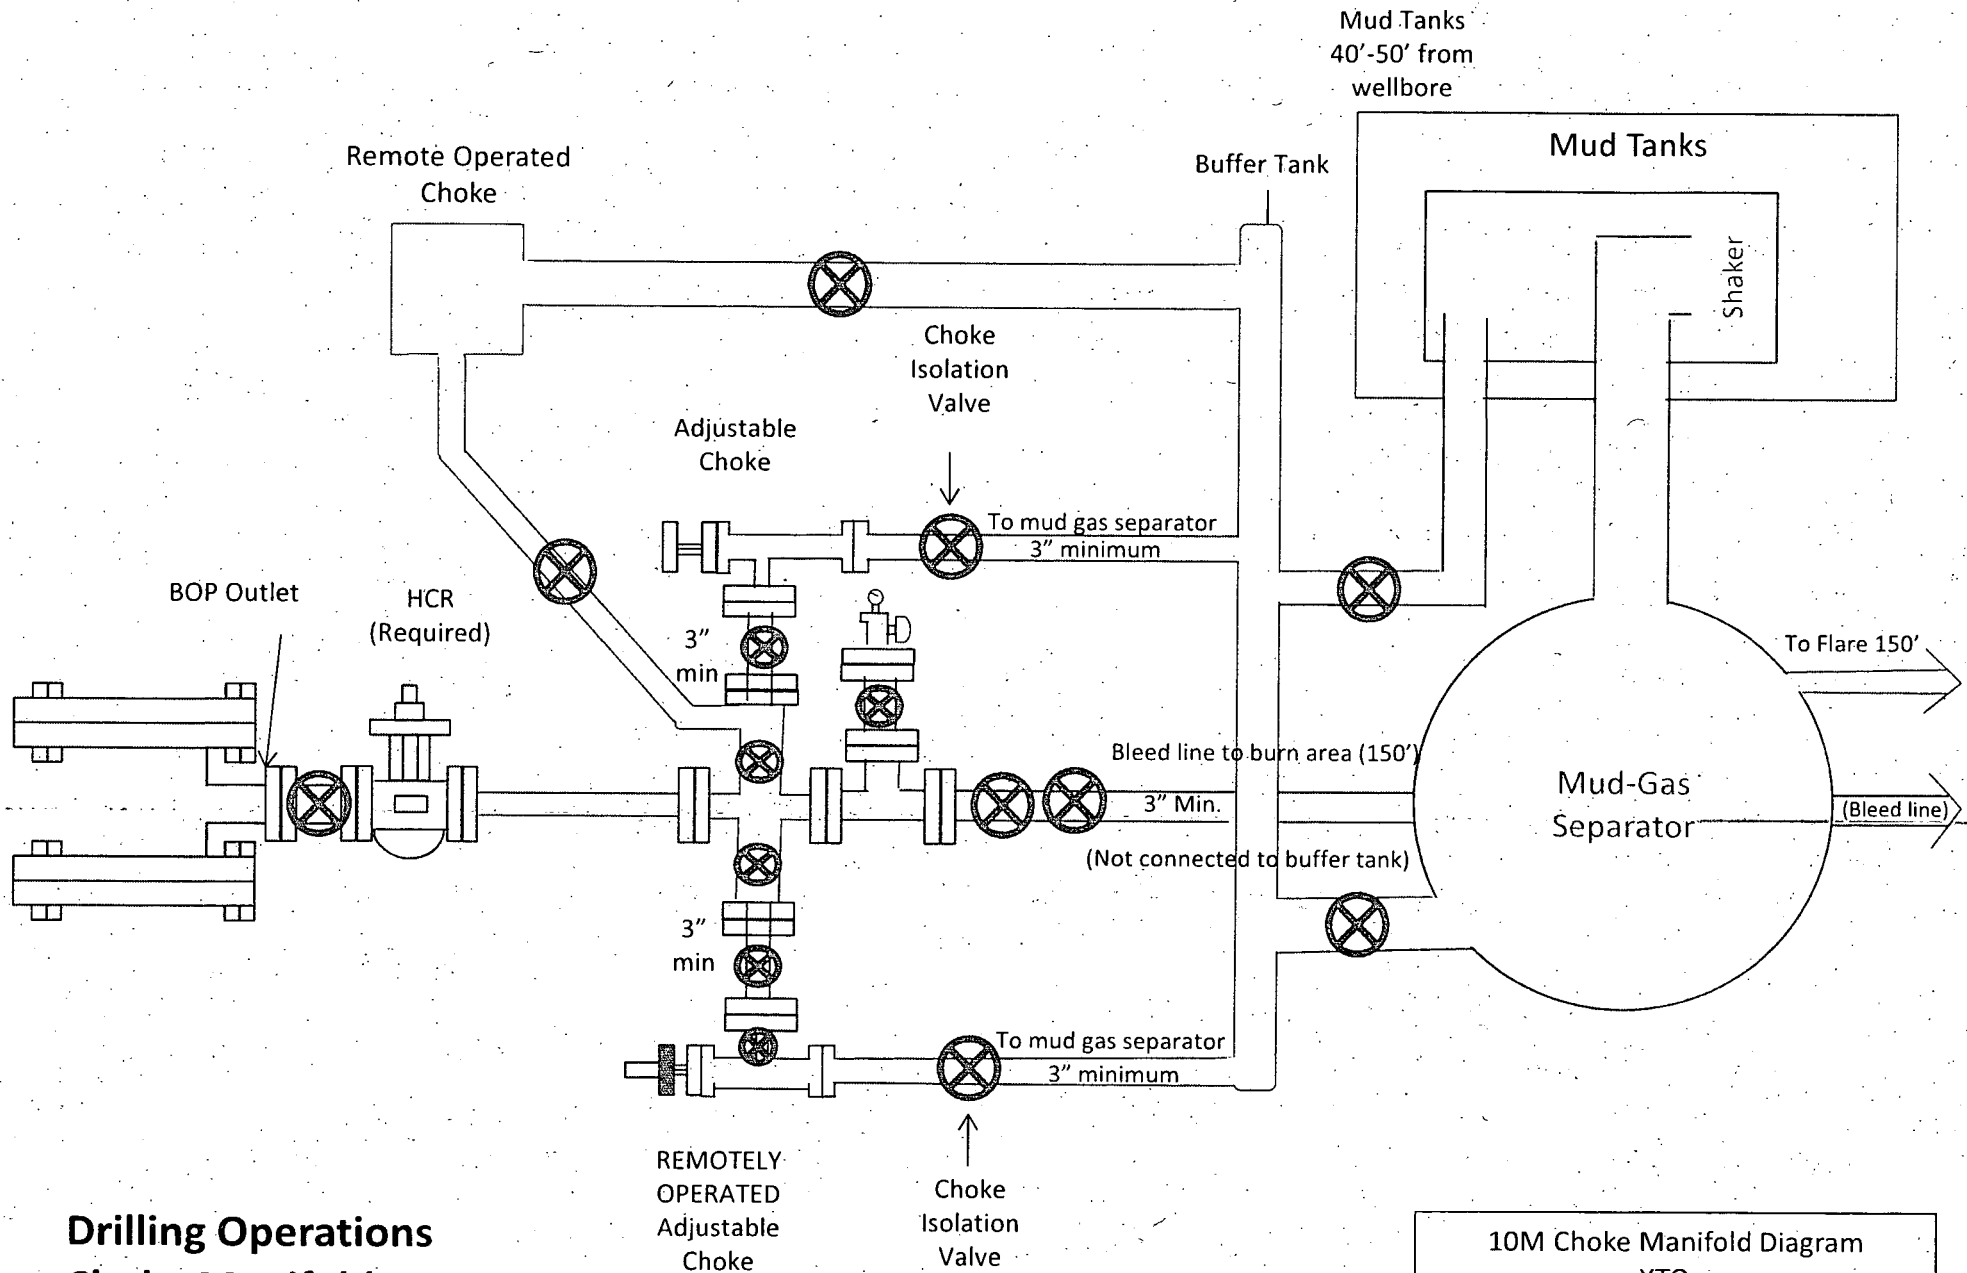 Mud Tanks
40'-50' from
wellbore
Mud Tanks
Remote Operated
Choke
Buffer Tank
Shaker
Choke
Isolation
Valve
Adjustable
Choke
To mud gas separator
3" minimum
BOP Outlet
HCR
(Required)
3"
min
To Flare 150'
Bleed line to burn area (150')
3" Min.
Mud-Gas
Separator
(Bleed line)
(Not connected to buffer tank)
3"
min
To mud gas separator
3" minimum
REMOTELY
OPERATED
Adjustable
Choke
Choke
Isolation
Valve
Drilling Operations
10M Choke Manifold Diagram
XTO